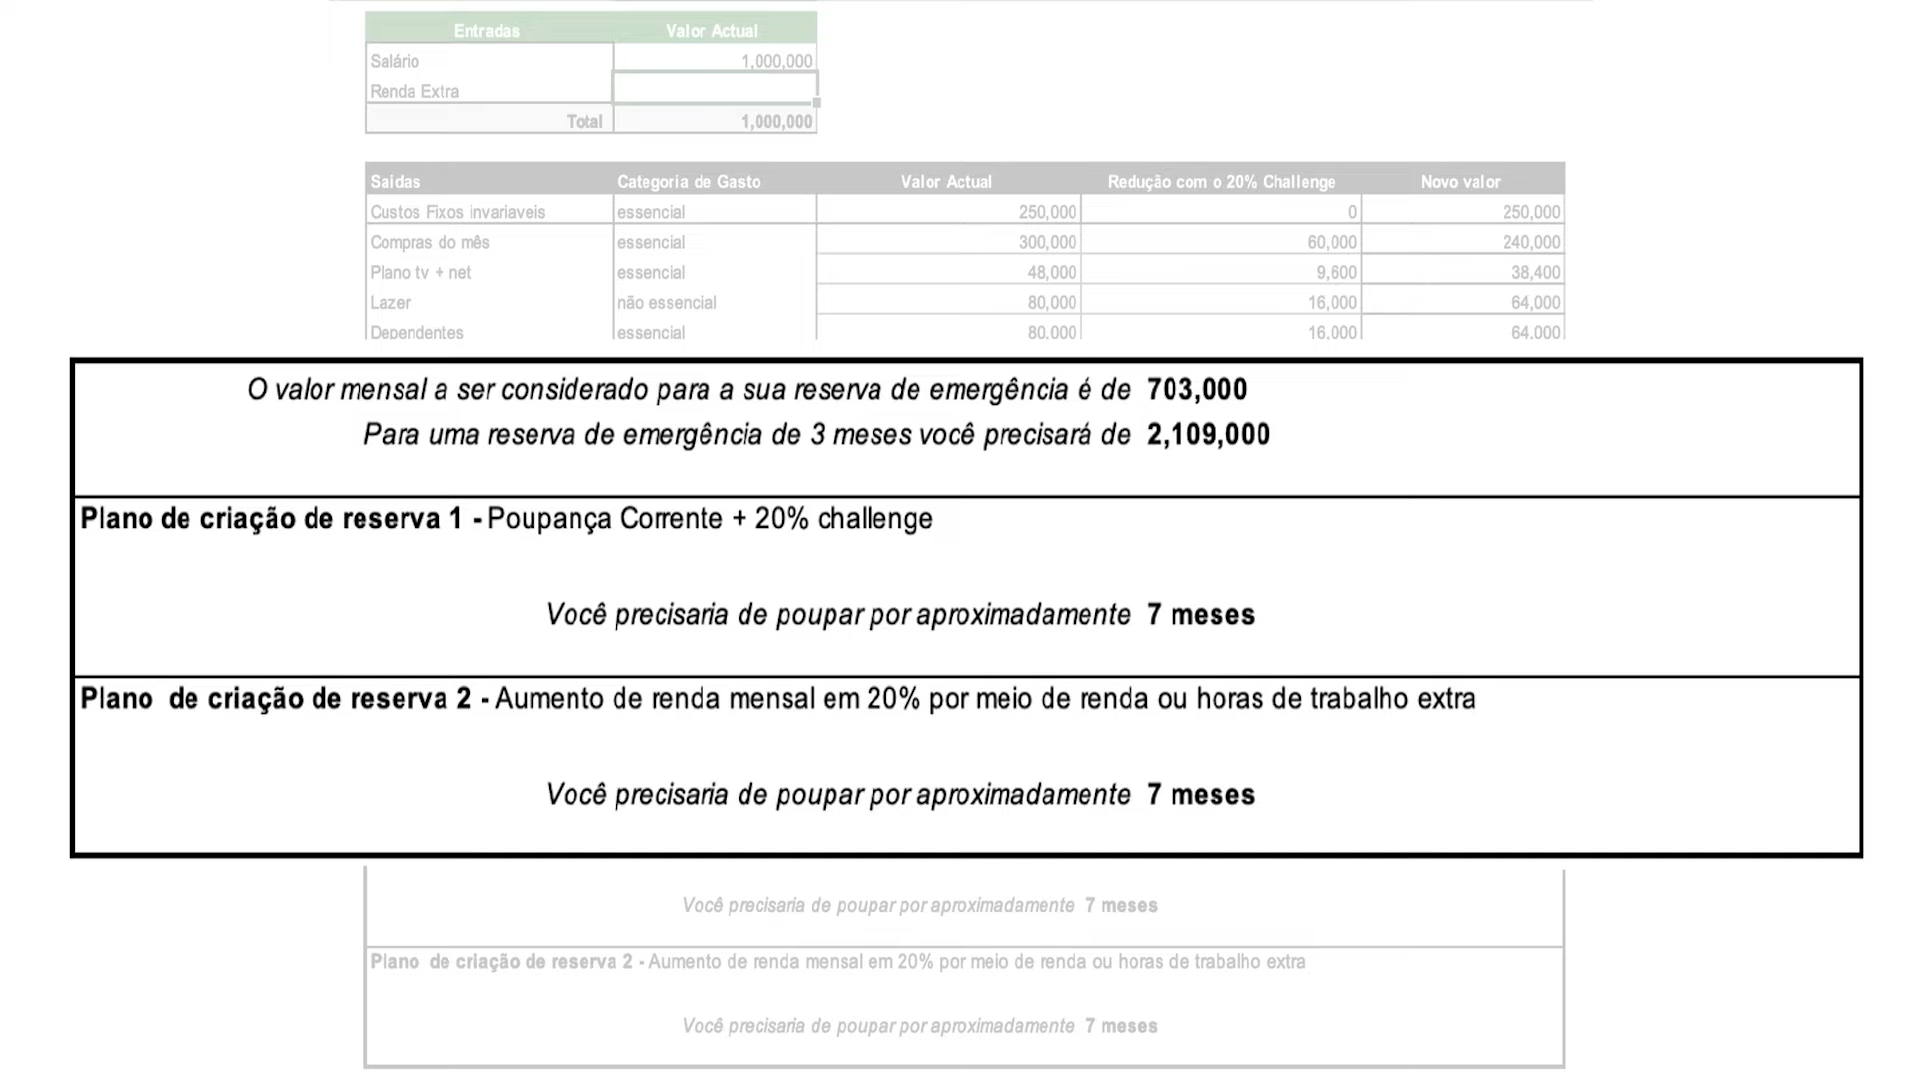 Entradas Valor Actual
Salário 1,000,000
Renda Extra
Total 1,000,000
Saidas Categoria de Gasto Valor Actual Redução com o 20% Challenge Novo valor
Custos Fixos invariaveis essencial 250,000 0 250,000
Compras do mês essencial 300,000 60,000 240,000
Plano tv + net essencial 48,000 9,600 38,400
Lazer não essencial 80,000 16,000 64,000
Dependentes essencial 80,000 16,000 64,000
O valor mensal a ser considerado para a sua reserva de emergência é de 703,000
Para uma reserva de emergência de 3 meses você precisará de 2,109,000
Plano de criação de reserva 1 - Poupança Corrente + 20% challenge
Você precisaria de poupar por aproximadamente 7 meses
Plano de criação de reserva 2 - Aumento de renda mensal em 20% por meio de renda ou horas de trabalho extra
Você precisaria de poupar por aproximadamente 7 meses
Você precisaria de poupar por aproximadamente 7 meses
Plano de criação de reserva 2 - Aumento de renda mensal em 20% por meio de renda ou horas de trabalho extra
Você precisaria de poupar por aproximadamente 7 meses